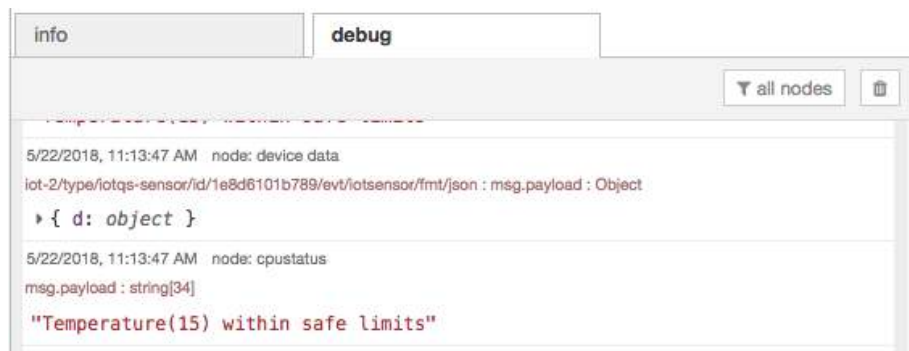 info
debug
all nodes
5/22/2018, 11:13:47 AM node: device data
iot-2/type/iotqs-sensor/id/1e8d6101b789/evt/iotsensor/fmt/json : msg.payload : Object
{ d: object }
5/22/2018, 11:13:47 AM node: cpustatus
msg.payload : string[34]
"Temperature(15) within safe limits"